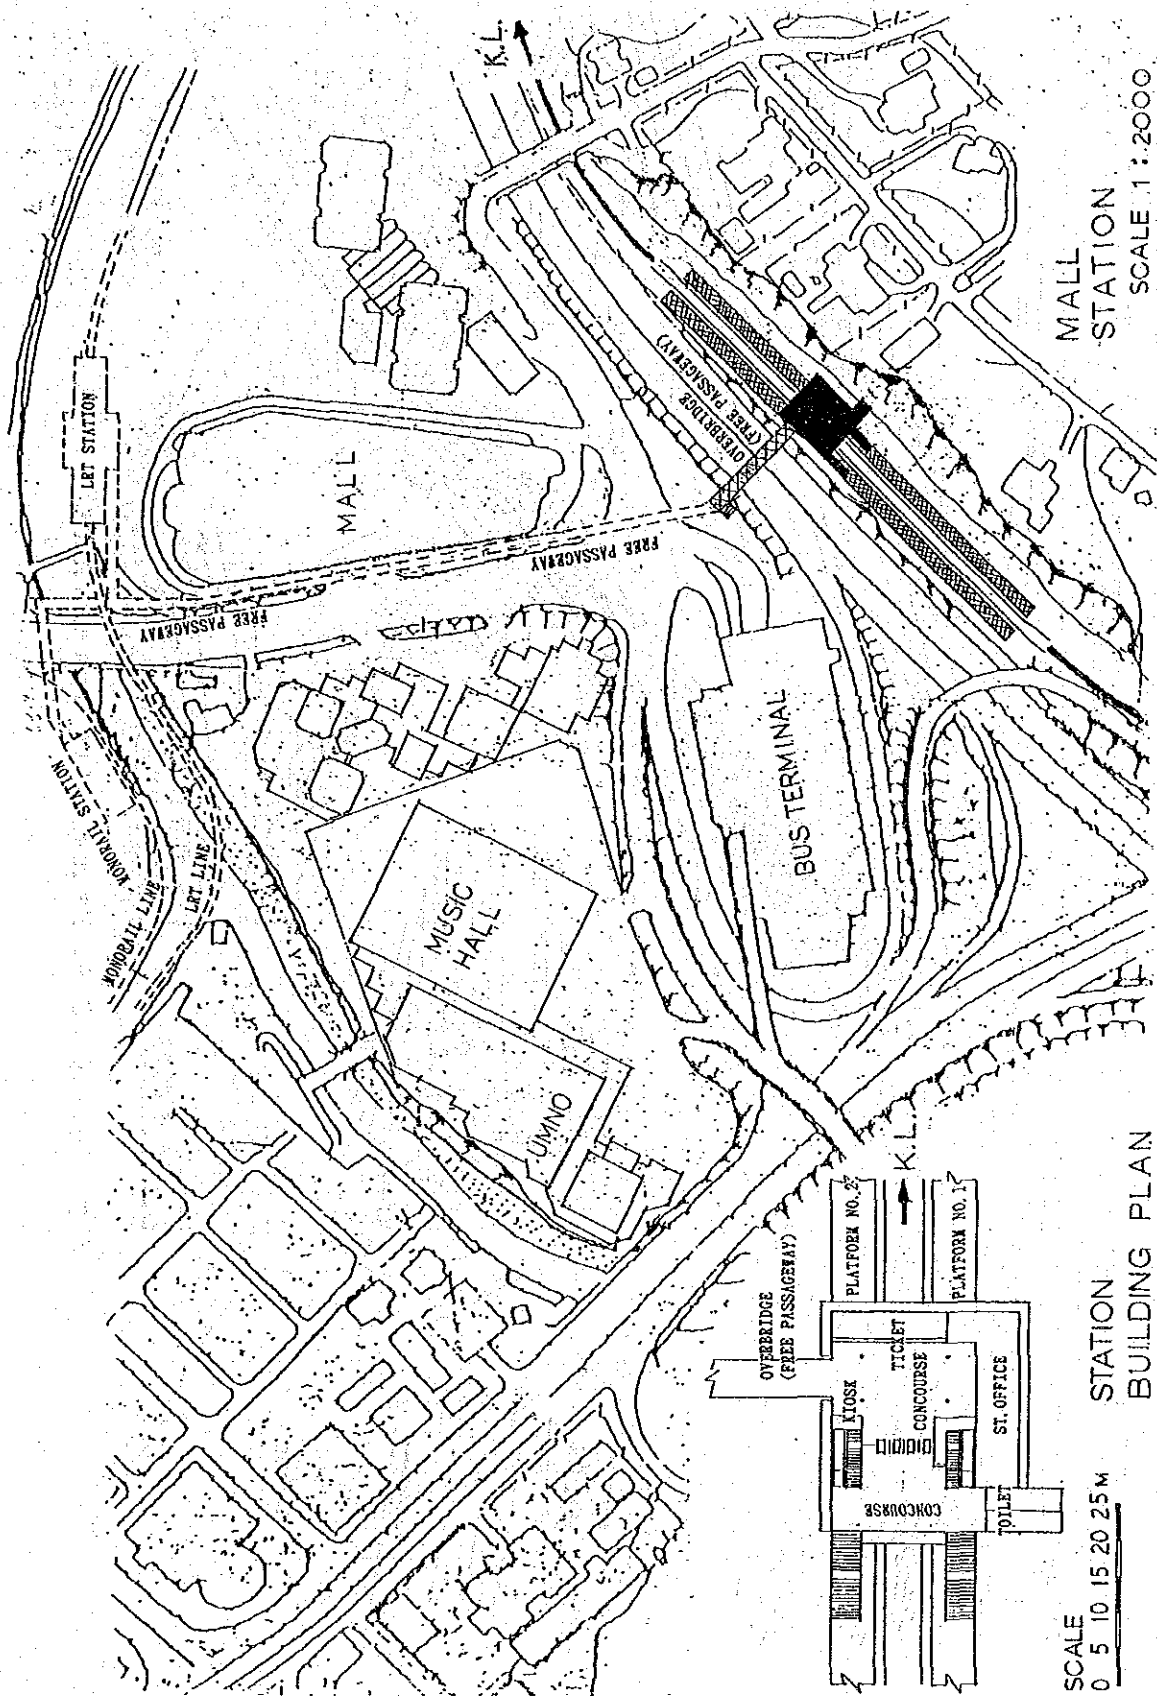 K.L.
LRT STATION
MALL
FREE PASSAGEWAY
FREE PASSAGEWAY
OVERBRIDGE
(FREE PASSAGEWAY)
MALL
STATION
SCALE 1:2000
MONORAIL STATION
MONORAIL LINE
LRT LINE
MUSIC
HALL
BUS TERMINAL
UMNO
K.L.
OVERBRIDGE
(FREE PASSAGEWAY)
PLATFORM NO.2
PLATFORM NO.1
KIOSK
TICKET
CONCOURSE
ST.OFFICE
CONCOURSE
TOILET
SCALE
0 5 10 15 20 25M
STATION
BUILDING PLAN